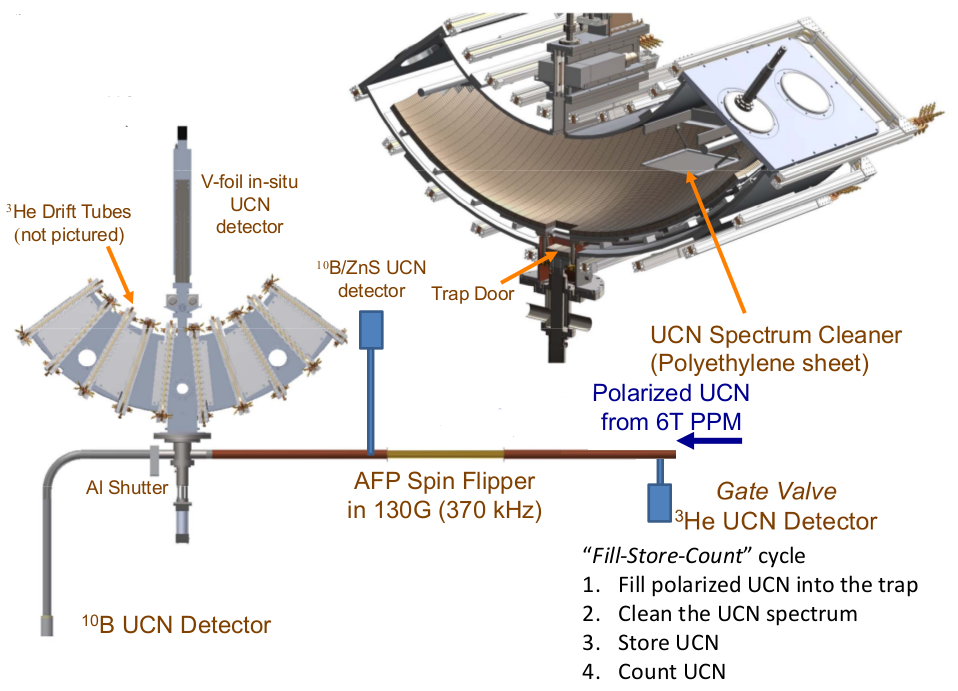 V-foil in-situ
UCN
detector
³He Drift Tubes
(not pictured)
¹⁰B/ZnS UCN
detector
Trap Door
UCN Spectrum Cleaner
(Polyethylene sheet)
Polarized UCN
from 6T PPM
Al Shutter
AFP Spin Flipper
in 130G (370 kHz)
Gate Valve
³He UCN Detector
¹⁰B UCN Detector
“Fill-Store-Count” cycle
1. Fill polarized UCN into the trap
2. Clean the UCN spectrum
3. Store UCN
4. Count UCN